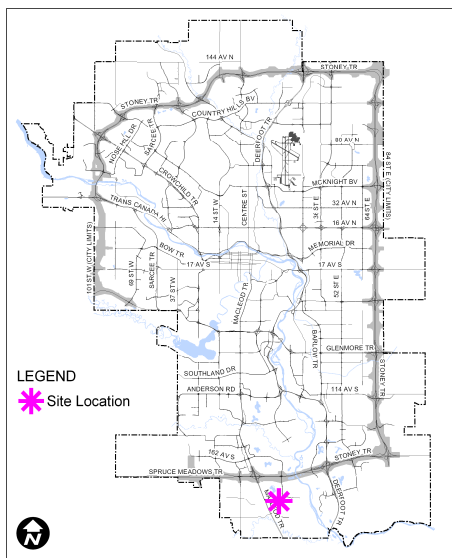 144 AV N
STONEY TR
STONEY TR
COUNTRY HILLS BV
NOSE HILL DR
SARCEE TR
DEERFOOT TR
80 AV N
CROWCHILD TR
MCKNIGHT BV
84 ST E (CITY LIMITS)
TRANS CANADA H
14 ST W
CENTRE ST
36 ST E
32 AV N
64 ST E
16 AV N
101 ST W (CITY LIMITS)
BOW TR
MEMORIAL DR
17 AV S
17 AV S
69 ST W
SARCEE TR
37 ST W
MACLEOD TR
52 ST E
BARLOW TR
GLENMORE TR
STONEY TR
SOUTHLAND DR
ANDERSON RD
114 AV S
LEGEND
Site Location
162 AV S
STONEY TR
SPRUCE MEADOWS TR
DEERFOOT TR
TR
N